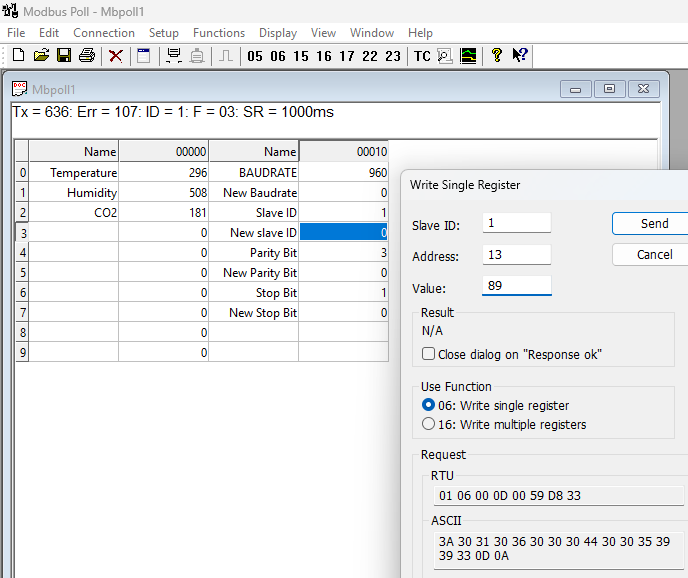 Modbus Poll - Mbpoll1
File Edit Connection Setup Functions Display View Window Help
05 06 15 16 17 22 23 TC
DOC Mbpoll1
Tx = 636: Err = 107: ID = 1: F = 03: SR = 1000ms
Name 00000 Name 00010
0 Temperature 296 BAUDRATE 960
1 Humidity 508 New Baudrate 0
2 CO2 181 Slave ID 1
3 0 New slave ID 0
4 0 Parity Bit 3
5 0 New Parity Bit 0
6 0 Stop Bit 1
7 0 New Stop Bit 0
8 0
9 0
Write Single Register
Slave ID: 1 Send
Address: 13 Cancel
Value: 89
Result
N/A
Close dialog on "Response ok"
Use Function
06: Write single register
16: Write multiple registers
Request
RTU
01 06 00 0D 00 59 D8 33
ASCII
3A 30 31 30 36 30 30 30 44 30 30 35 39
39 33 0D 0A